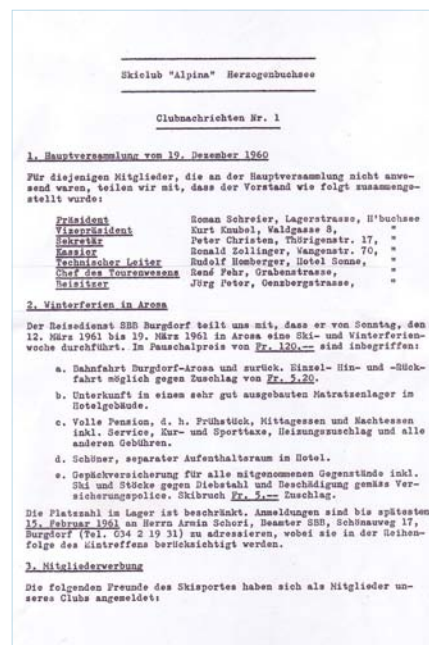 Skiclub "Alpina" Herzogenbuchsee
Clubnachrichten Nr. 1
1. Hauptversammlung vom 19. Dezember 1960
Für diejenigen Mitglieder, die an der Hauptversammlung nicht anwe-
send waren, teilen wir mit, dass der Vorstand wie folgt zusammenge-
stellt wurde:
Präsident Roman Schreier, Lagerstrasse, H'buchsee
Vizepräsident Kurt Knubel, Waldgasse 8, "
Sekretär Peter Christen, Thörigenstr. 17, "
Kassier Ronald Zollinger, Wangenstr. 70, "
Technischer Leiter Rudolf Homberger, Hotel Sonne, "
Chef des Tourenwesens René Fehr, Grabenstrasse, "
Beisitzer Jürg Peter, Oenzbergstrasse, "
2. Winterferien in Arosa
Der Reisedienst SBB Burgdorf teilt uns mit, dass er von Sonntag, den
12. März 1961 bis 19. März 1961 in Arosa eine Ski- und Winterferien-
woche durchführt. Im Pauschalpreis von Fr. 120.-- sind inbegriffen:
a. Bahnfahrt Burgdorf-Arosa und zurück. Einzel- Hin- und -Rück-
fahrt möglich gegen Zuschlag von Fr. 5.20.
b. Unterkunft in einem sehr gut ausgebauten Matratzenlager im
Hotelgebäude.
c. Volle Pension, d. h. Frühstück, Mittagessen und Nachtessen
inkl. Service, Kur- und Sporttaxe, Heizungszuschlag und alle
anderen Gebühren.
d. Schöner, separater Aufenthaltsraum in Hotel.
e. Gepäckversicherung für alle mitgenommenen Gegenstände inkl.
Ski und Stöcke gegen Diebstahl und Beschädigung gemäss Ver-
sicherungspolice. Skibruch Fr. 5.-- Zuschlag.
Die Platzzahl im Lager ist beschränkt. Anmeldungen sind bis spätesten
15. Februar 1961 an Herrn Armin Schori, Beamter SBB, Schönauweg 17,
Burgdorf (Tel. 034 2 19 31) zu adressieren, wobei sie in der Reihen-
folge des Eintreffens berücksichtigt werden.
3. Mitgliederwerbung
Die folgenden Freunde des Skisportes haben sich als Mitglieder un-
seres Clubs angemeldet: